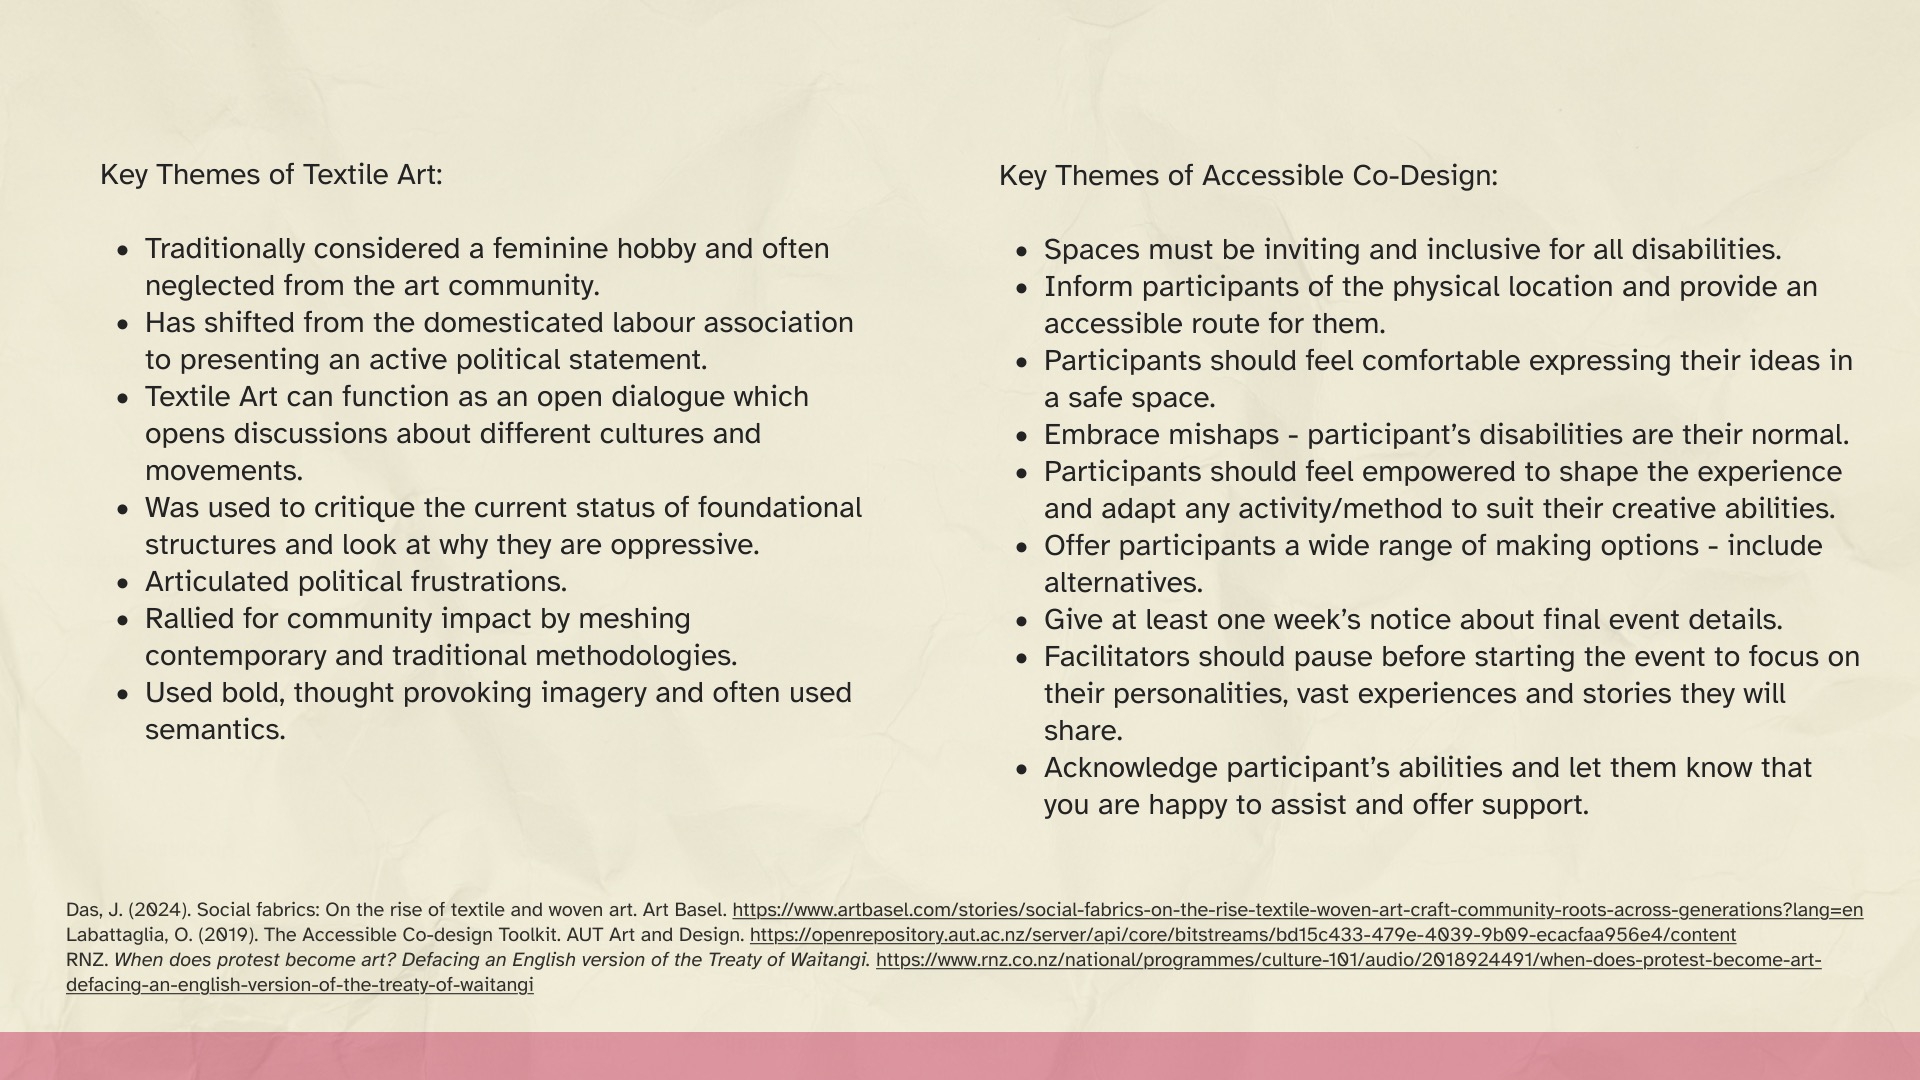 Key Themes of Textile Art:
• Traditionally considered a feminine hobby and often
neglected from the art community.
• Has shifted from the domesticated labour association
to presenting an active political statement.
• Textile Art can function as an open dialogue which
opens discussions about different cultures and
movements.
• Was used to critique the current status of foundational
structures and look at why they are oppressive.
• Articulated political frustrations.
• Rallied for community impact by meshing
contemporary and traditional methodologies.
• Used bold, thought provoking imagery and often used
semantics.
Key Themes of Accessible Co-Design:
• Spaces must be inviting and inclusive for all disabilities.
• Inform participants of the physical location and provide an
accessible route for them.
• Participants should feel comfortable expressing their ideas in
a safe space.
• Embrace mishaps - participant’s disabilities are their normal.
• Participants should feel empowered to shape the experience
and adapt any activity/method to suit their creative abilities.
• Offer participants a wide range of making options - include
alternatives.
• Give at least one week’s notice about final event details.
• Facilitators should pause before starting the event to focus on
their personalities, vast experiences and stories they will
share.
• Acknowledge participant’s abilities and let them know that
you are happy to assist and offer support.
Das, J. (2024). Social fabrics: On the rise of textile and woven art. Art Basel. https://www.artbasel.com/stories/social-fabrics-on-the-rise-textile-woven-art-craft-community-roots-across-generations?lang=en
Labattaglia, O. (2019). The Accessible Co-design Toolkit. AUT Art and Design. https://openrepository.aut.ac.nz/server/api/core/bitstreams/bd15c433-479e-4039-9b09-ecacfaa956e4/content
RNZ. When does protest become art? Defacing an English version of the Treaty of Waitangi. https://www.rnz.co.nz/national/programmes/culture-101/audio/2018924491/when-does-protest-become-art-
defacing-an-english-version-of-the-treaty-of-waitangi